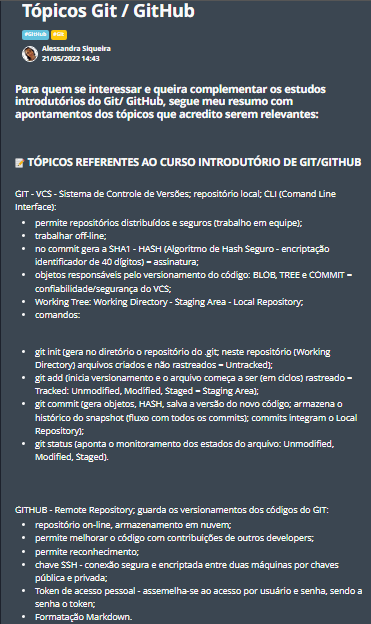 Tópicos Git / GitHub
#GitHub #Git
Alessandra Siqueira
21/05/2022 14:43
Para quem se interessar e queira complementar os estudos
introdutórios do Git/ GitHub, segue meu resumo com
apontamentos dos tópicos que acredito serem relevantes:
📝 TÓPICOS REFERENTES AO CURSO INTRODUTÓRIO DE GIT/GITHUB
GIT - VCS - Sistema de Controle de Versões; repositório local; CLI (Comand Line
Interface):
• permite repositórios distribuídos e seguros (trabalho em equipe);
• trabalhar off-line;
• no commit gera a SHA1 - HASH (Algoritmo de Hash Seguro - encriptação
identificador de 40 dígitos) = assinatura;
• objetos responsáveis pelo versionamento do código: BLOB, TREE e COMMIT =
confiabilidade/segurança do VCS;
• Working Tree: Working Directory - Staging Area - Local Repository;
• comandos:
• git init (gera no diretório o repositório do .git; neste repositório (Working
Directory) arquivos criados e não rastreados = Untracked);
• git add (inicia versionamento e o arquivo começa a ser (em ciclos) rastreado =
Tracked: Unmodified, Modified, Staged = Staging Area);
• git commit (gera objetos, HASH, salva a versão do novo código; armazena o
histórico do snapshot (fluxo com todos os commits); commits integram o Local
Repository);
• git status (aponta o monitoramento dos estados do arquivo: Unmodified,
Modified, Staged).
GITHUB - Remote Repository; guarda os versionamentos dos códigos do GIT:
• repositório on-line, armazenamento em nuvem;
• permite melhorar o código com contribuições de outros developers;
• permite reconhecimento;
• chave SSH - conexão segura e encriptada entre duas máquinas por chaves
pública e privada;
• Token de acesso pessoal - assemelha-se ao acesso por usuário e senha, sendo a
senha o token;
• Formatação Markdown.